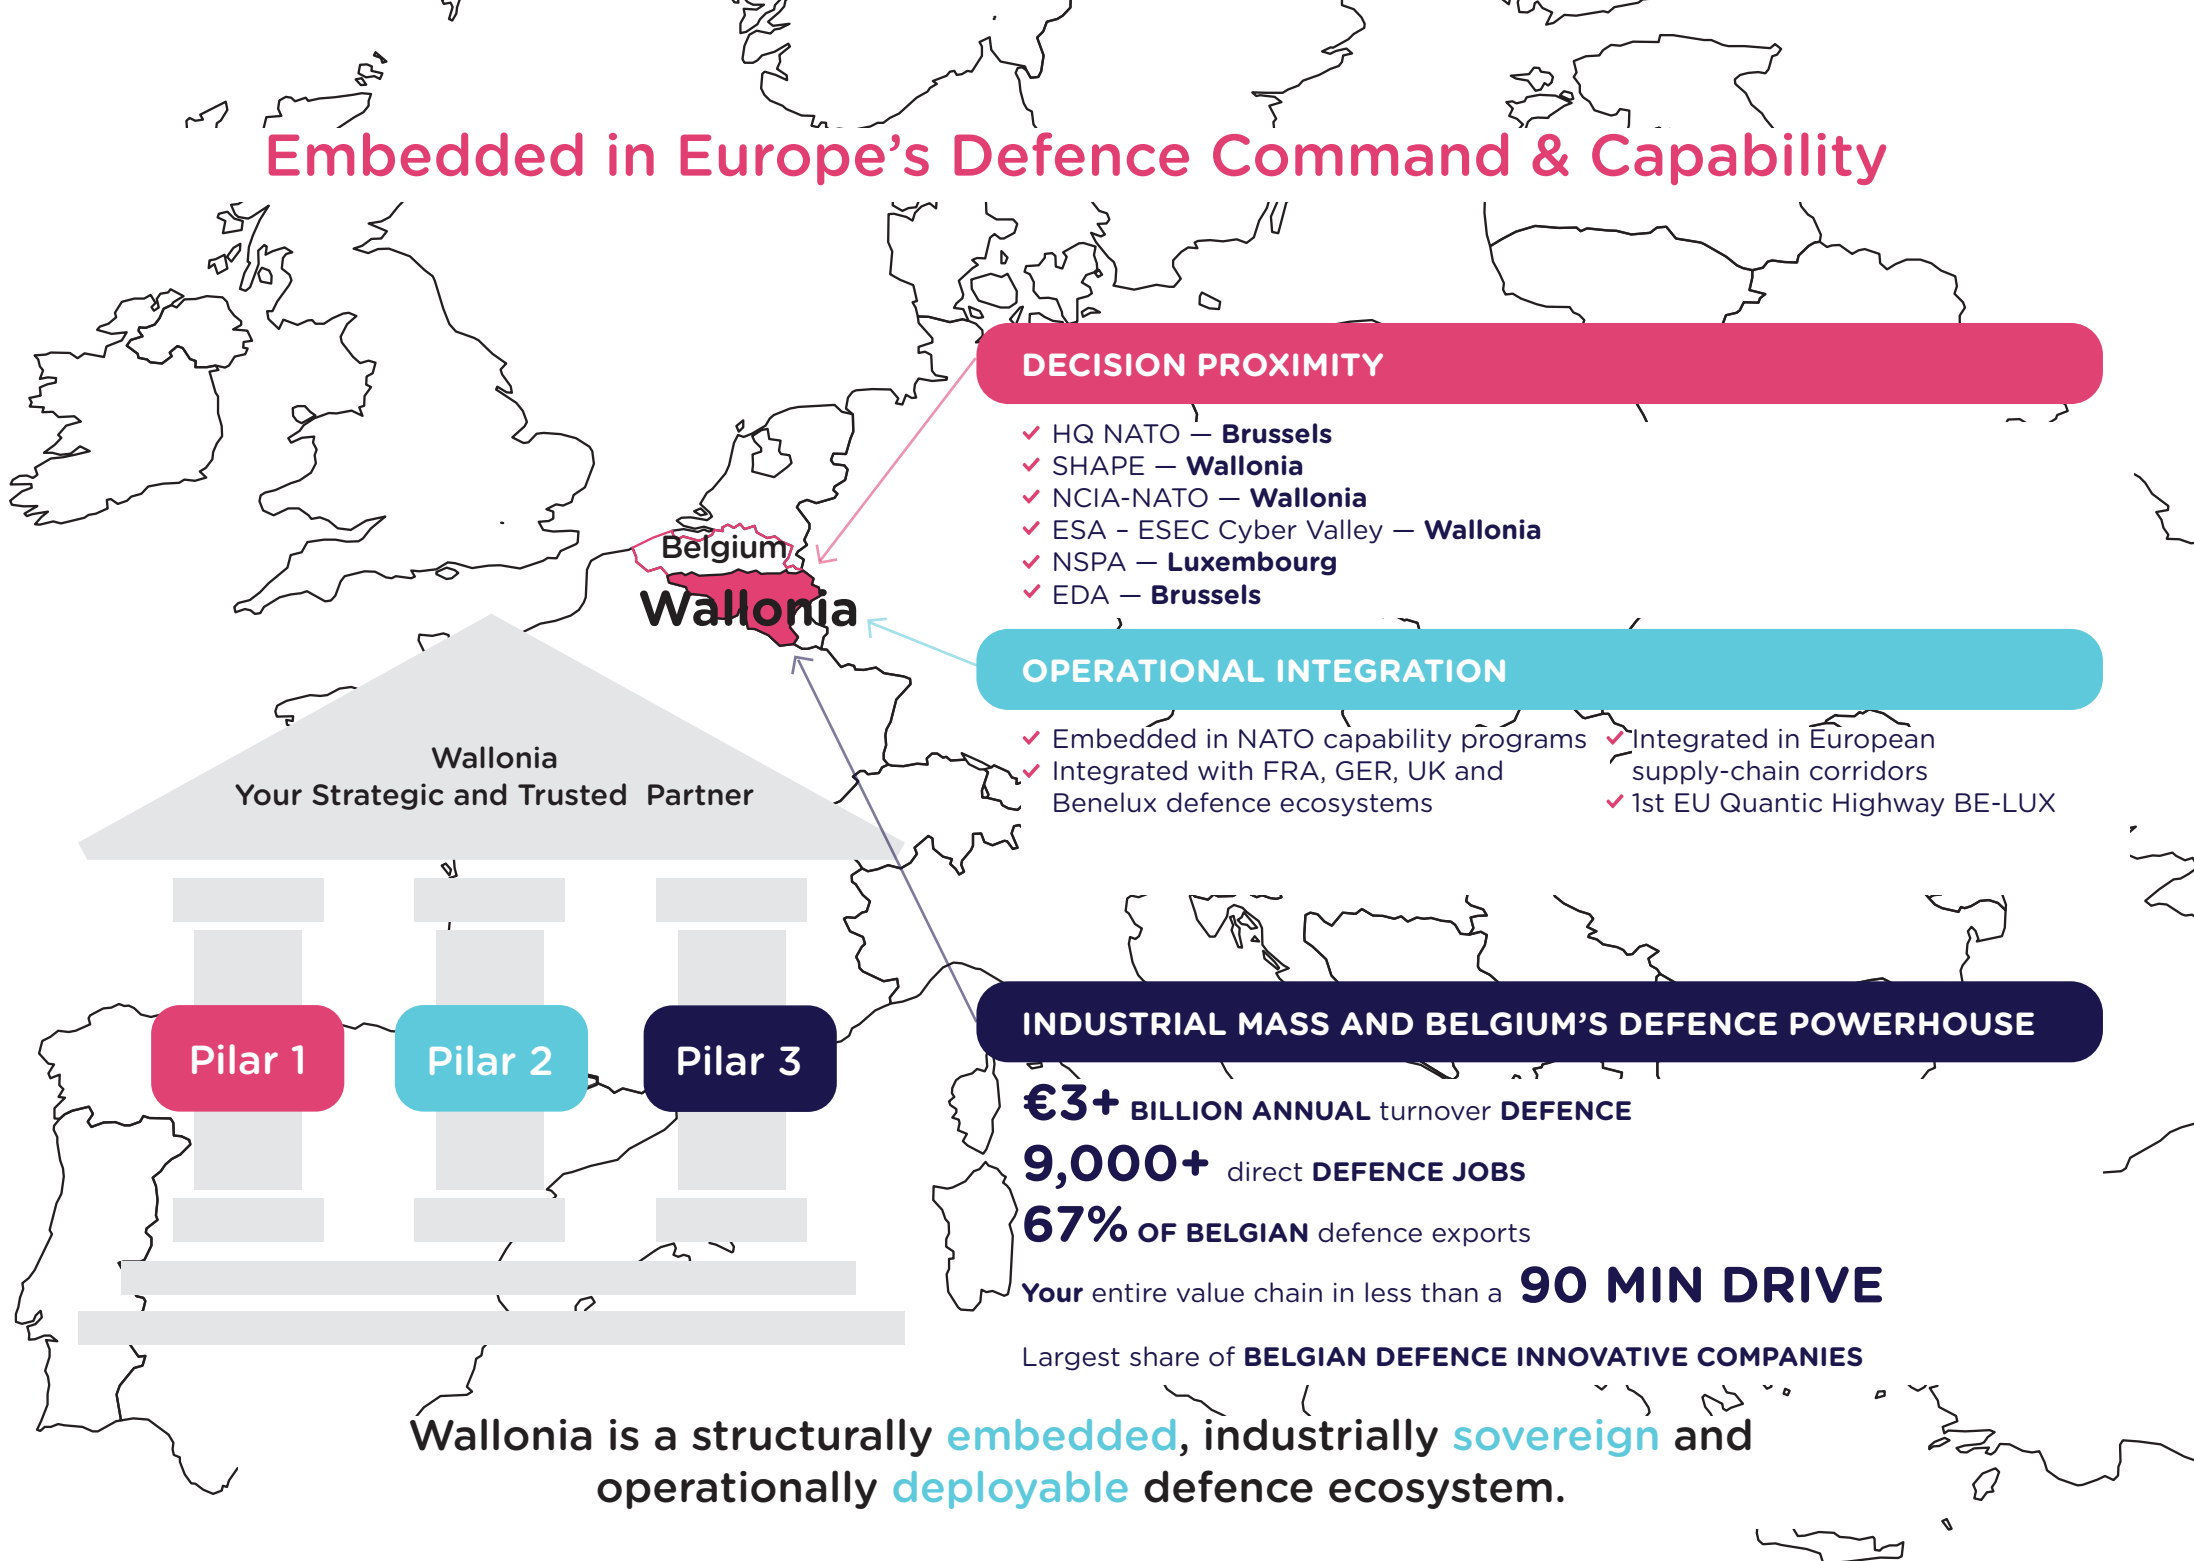 Embedded in Europe’s Defence Command & Capability
DECISION PROXIMITY
HQ NATO — Brussels
SHAPE — Wallonia
NCIA-NATO — Wallonia
ESA – ESEC Cyber Valley — Wallonia
NSPA — Luxembourg
EDA — Brussels
Belgium
Wallonia
OPERATIONAL INTEGRATION
Embedded in NATO capability programs
Integrated with FRA, GER, UK and
Benelux defence ecosystems
Integrated in European
supply-chain corridors
1st EU Quantic Highway BE-LUX
Wallonia
Your Strategic and Trusted Partner
Pilar 1
Pilar 2
Pilar 3
INDUSTRIAL MASS AND BELGIUM’S DEFENCE POWERHOUSE
€3+ BILLION ANNUAL turnover DEFENCE
9,000+ direct DEFENCE JOBS
67% OF BELGIAN defence exports
Your entire value chain in less than a 90 MIN DRIVE
Largest share of BELGIAN DEFENCE INNOVATIVE COMPANIES
Wallonia is a structurally embedded, industrially sovereign and
operationally deployable defence ecosystem.